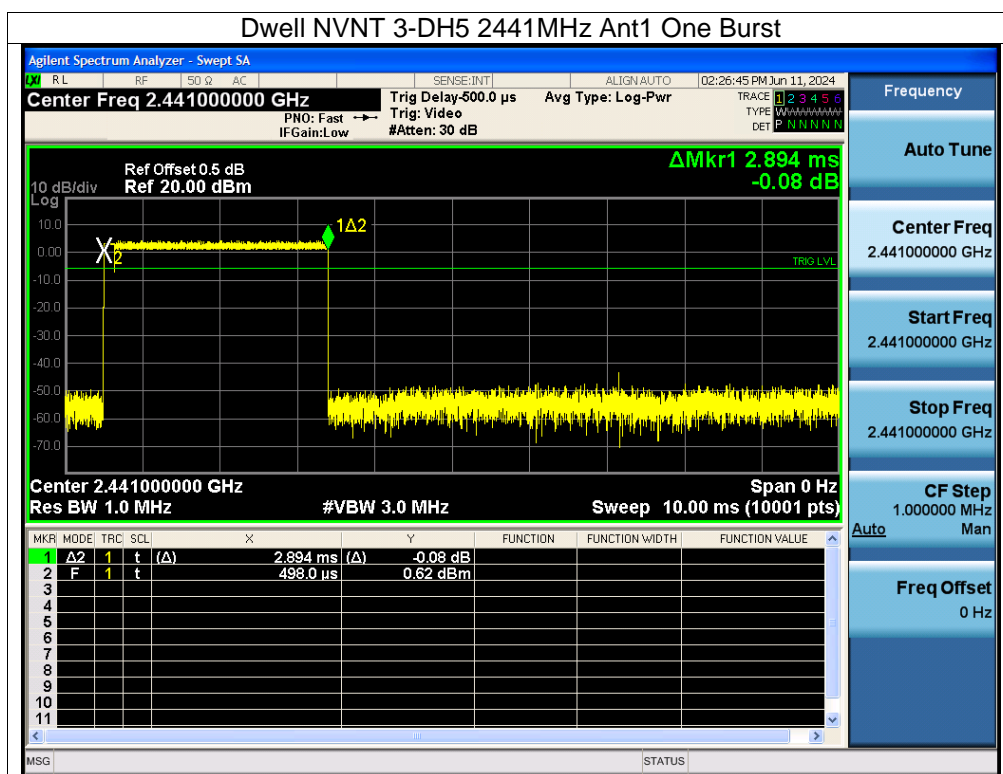 Dwell NVNT 3-DH5 2441MHz Ant1 One Burst
Agilent Spectrum Analyzer - Swept SA
LXI RL RF 50 Ω AC SENSE:INT ALIGN AUTO 02:26:45 PM Jun 11, 2024
Center Freq 2.441000000 GHz Trig Delay-500.0 µs Avg Type: Log-Pwr TRACE 1 2 3 4 5 6
PNO: Fast Trig: Video TYPE WWWWWW
IFGain:Low #Atten: 30 dB DET P N N N N N
Frequency
Auto Tune
Center Freq
2.441000000 GHz
Start Freq
2.441000000 GHz
Stop Freq
2.441000000 GHz
CF Step
1.000000 MHz
Auto Man
Freq Offset
0 Hz
ΔMkr1 2.894 ms
-0.08 dB
Ref Offset 0.5 dB
10 dB/div Ref 20.00 dBm
Log
10.0
0.00
-10.0
-20.0
-30.0
-40.0
-50.0
-60.0
-70.0
1Δ2
2
TRIG LVL
Center 2.441000000 GHz Span 0 Hz
Res BW 1.0 MHz #VBW 3.0 MHz Sweep 10.00 ms (10001 pts)
MKR MODE TRC SCL X Y FUNCTION FUNCTION WIDTH FUNCTION VALUE
1 Δ2 1 t (Δ) 2.894 ms (Δ) -0.08 dB
2 F 1 t 498.0 µs 0.62 dBm
3
4
5
6
7
8
9
10
11
MSG STATUS